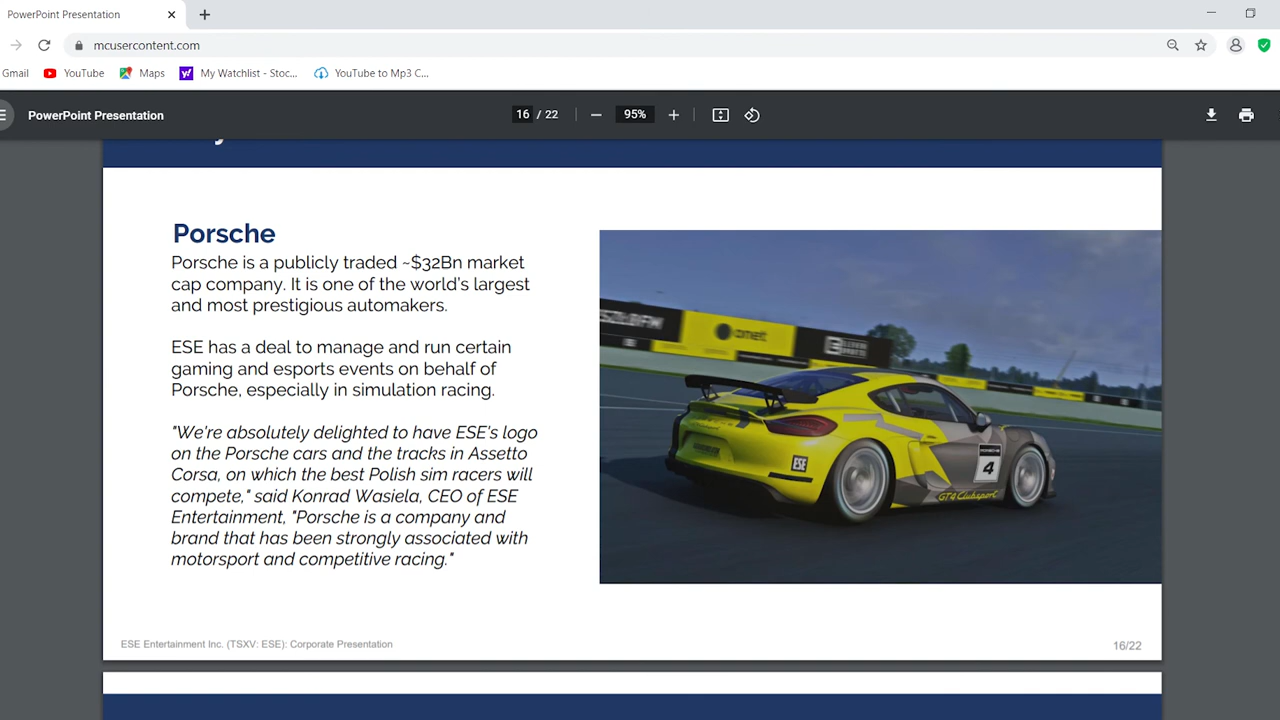 PowerPoint Presentation
mcusercontent.com
Gmail YouTube Maps My Watchlist - Stoc... YouTube to Mp3 C...
PowerPoint Presentation 16 / 22 95%
Porsche
Porsche is a publicly traded ~$32Bn market
cap company. It is one of the world's largest
and most prestigious automakers.
ESE has a deal to manage and run certain
gaming and esports events on behalf of
Porsche, especially in simulation racing.
"We're absolutely delighted to have ESE's logo
on the Porsche cars and the tracks in Assetto
Corsa, on which the best Polish sim racers will
compete," said Konrad Wasiela, CEO of ESE
Entertainment, "Porsche is a company and
brand that has been strongly associated with
motorsport and competitive racing."
onet
ESE
4
GT4 Clubsport
ESE Entertainment Inc. (TSXV: ESE): Corporate Presentation
16/22